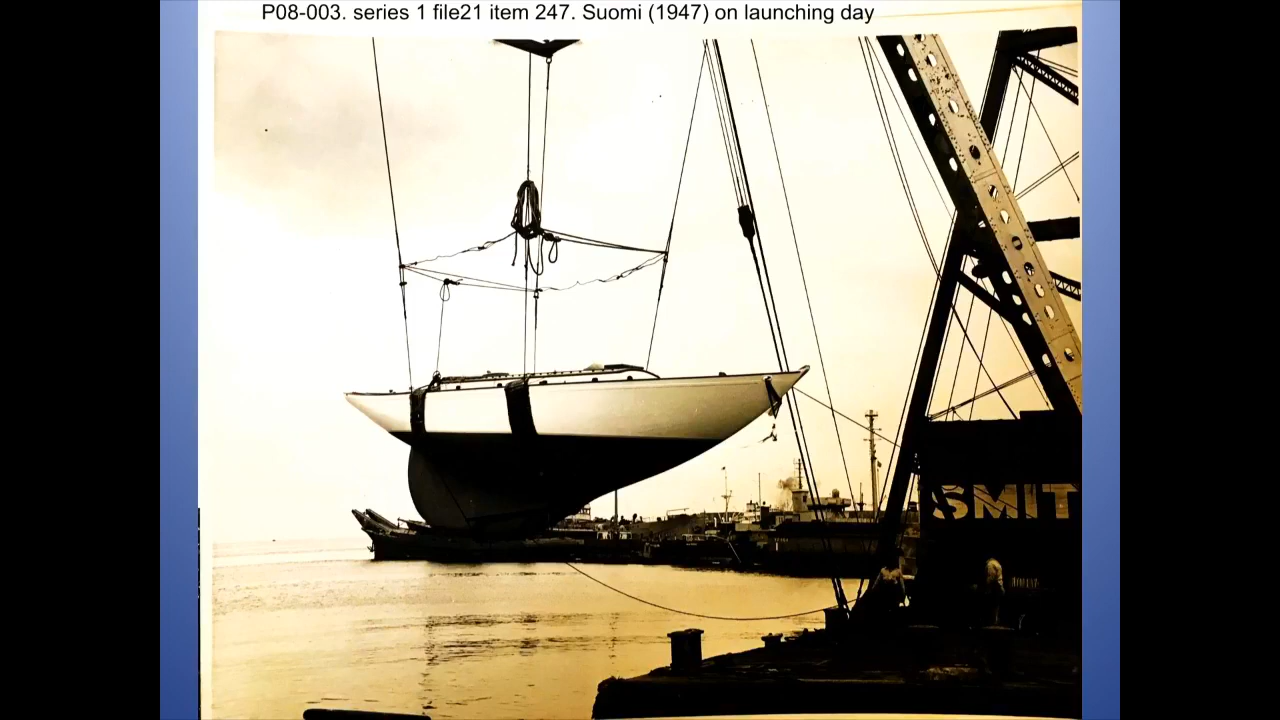 P08-003. series 1 file21 item 247. Suomi (1947) on launching day
SMIT